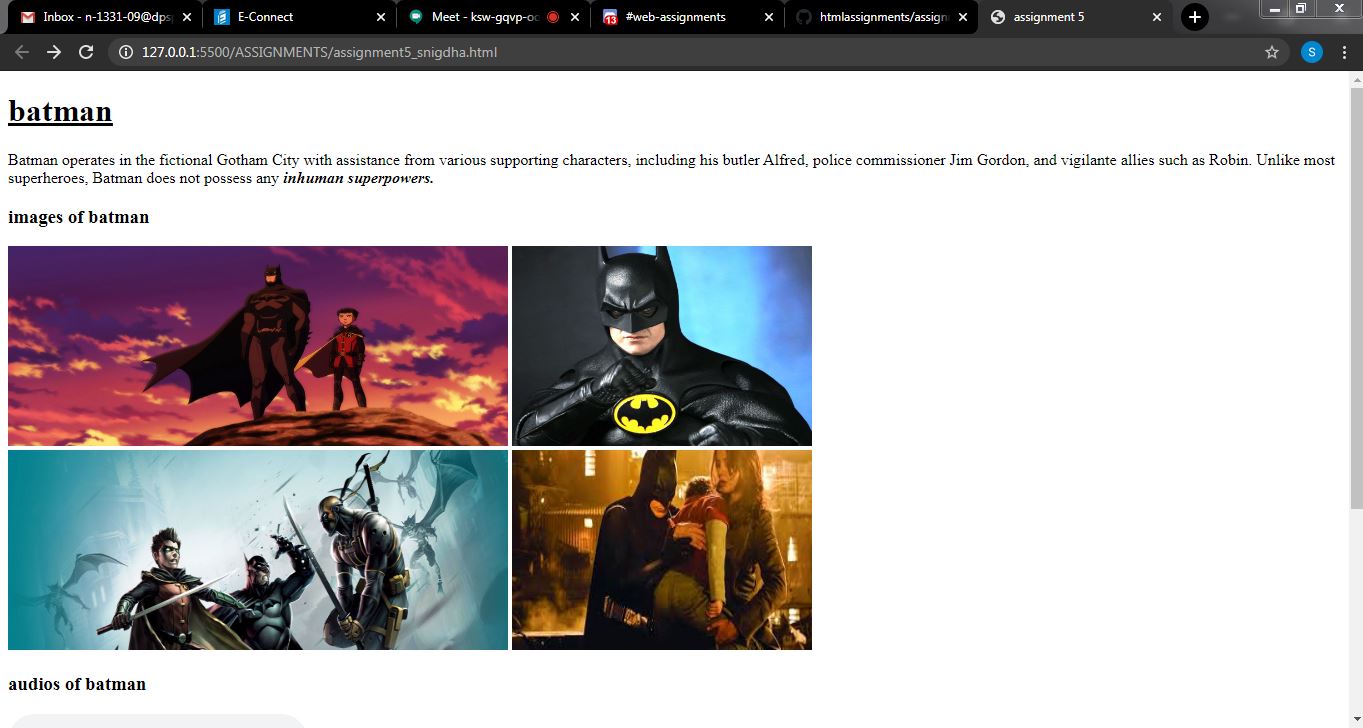 Inbox - n-1331-09@dps
E-Connect
Meet - ksw-gqvp-oc
13
#web-assignments
htmlassignments/assign
assignment 5
127.0.0.1:5500/ASSIGNMENTS/assignment5_snigdha.html
S
batman
Batman operates in the fictional Gotham City with assistance from various supporting characters, including his butler Alfred, police commissioner Jim Gordon, and vigilante allies such as Robin. Unlike most
superheroes, Batman does not possess any inhuman superpowers.
images of batman
audios of batman